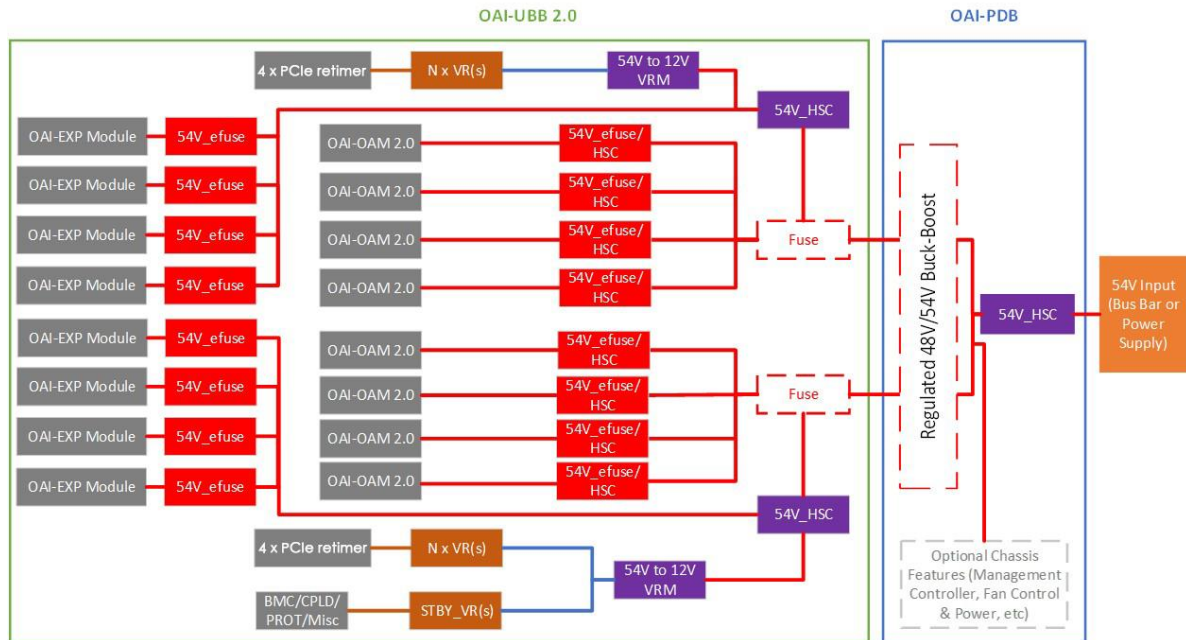 OAI-UBB 2.0
OAI-PDB
4 x PCIe retimer
N x VR(s)
54V to 12V
VRM
54V_HSC
OAI-EXP Module
54V_efuse
OAI-EXP Module
54V_efuse
OAI-EXP Module
54V_efuse
OAI-EXP Module
54V_efuse
OAI-OAM 2.0
54V_efuse/
HSC
OAI-OAM 2.0
54V_efuse/
HSC
OAI-OAM 2.0
54V_efuse/
HSC
OAI-OAM 2.0
54V_efuse/
HSC
Fuse
OAI-EXP Module
54V_efuse
OAI-EXP Module
54V_efuse
OAI-EXP Module
54V_efuse
OAI-EXP Module
54V_efuse
OAI-OAM 2.0
54V_efuse/
HSC
OAI-OAM 2.0
54V_efuse/
HSC
OAI-OAM 2.0
54V_efuse/
HSC
OAI-OAM 2.0
54V_efuse/
HSC
Fuse
54V_HSC
4 x PCIe retimer
N x VR(s)
54V to 12V
VRM
BMC/CPLD/
PROT/Misc
STBY_VR(s)
Regulated 48V/54V Buck-Boost
54V_HSC
54V Input
(Bus Bar or
Power
Supply)
Optional Chassis
Features (Management
Controller, Fan Control
& Power, etc)